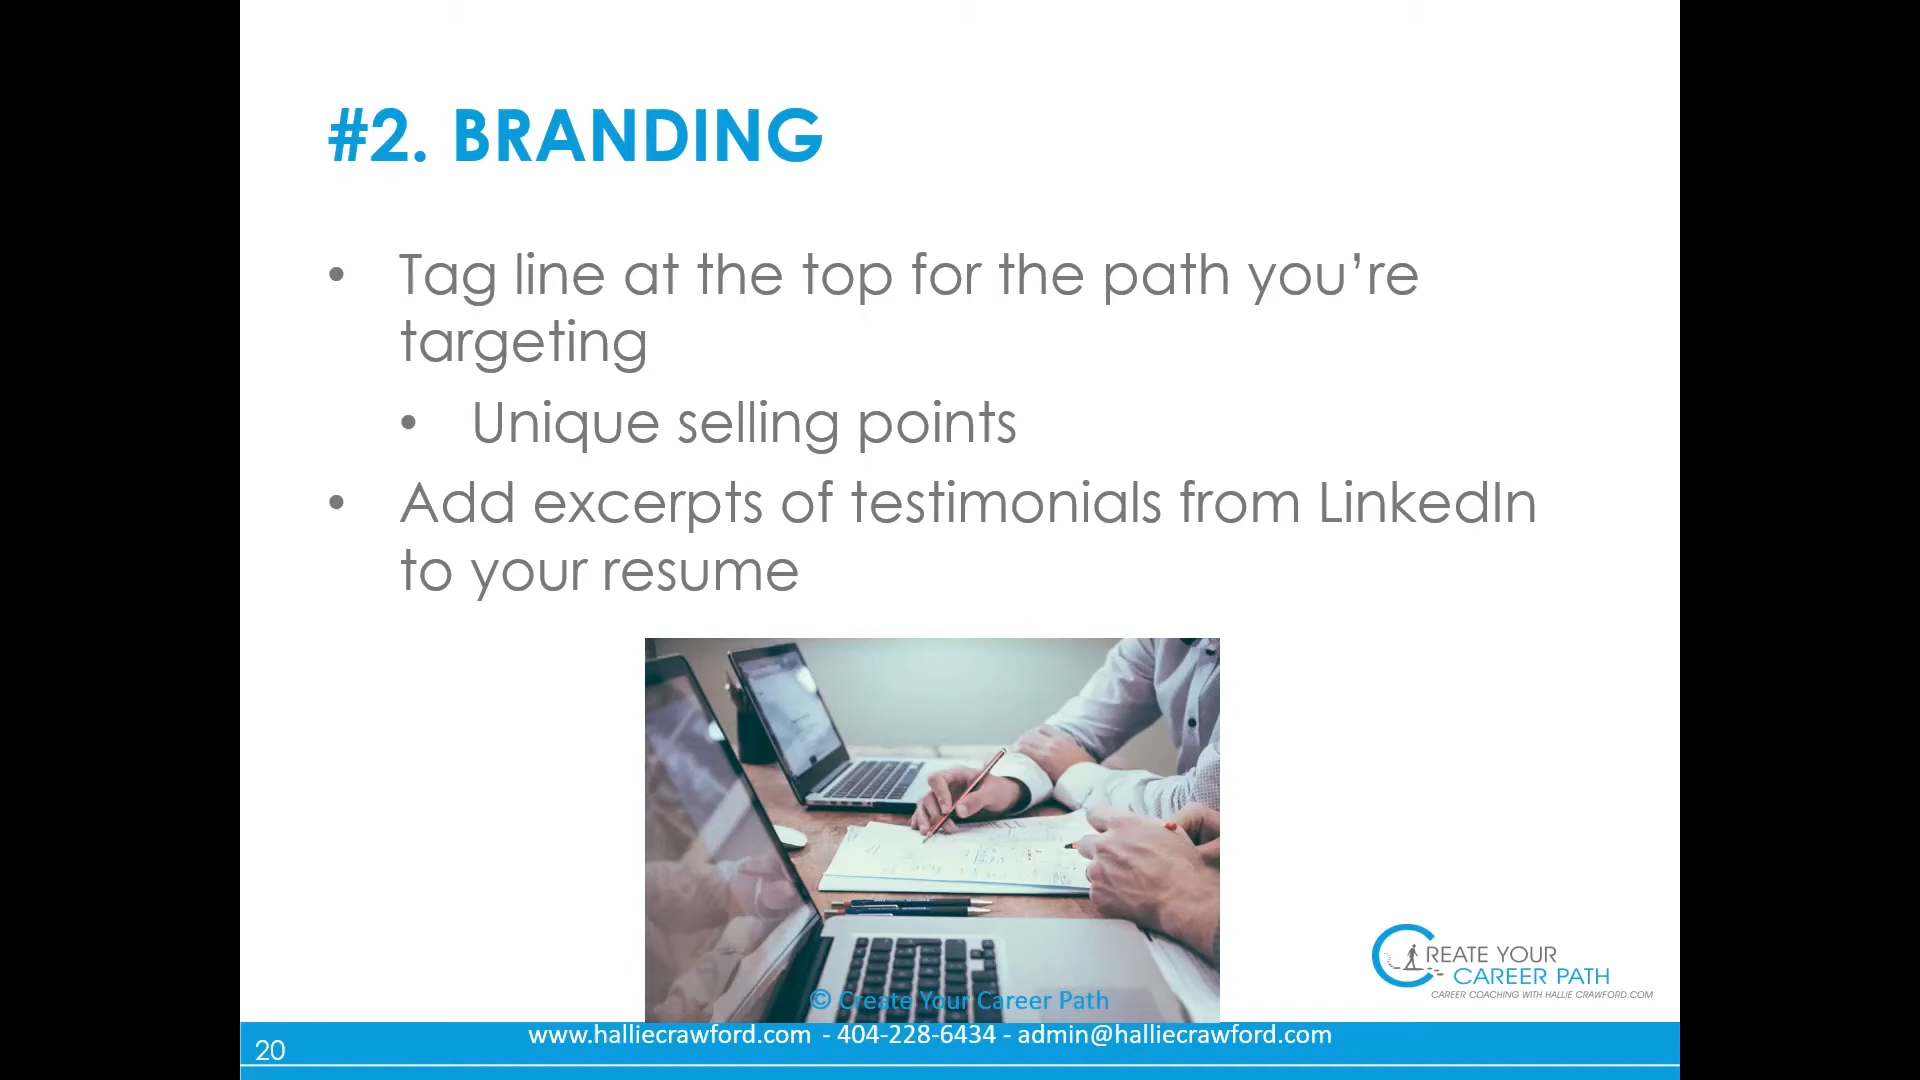 #2. BRANDING
• Tag line at the top for the path you’re
targeting
• Unique selling points
• Add excerpts of testimonials from LinkedIn
to your resume
© Create Your Career Path
CREATE YOUR
CAREER PATH
CAREER COACHING WITH HALLIE CRAWFORD.COM
www.halliecrawford.com - 404-228-6434 - admin@halliecrawford.com
20